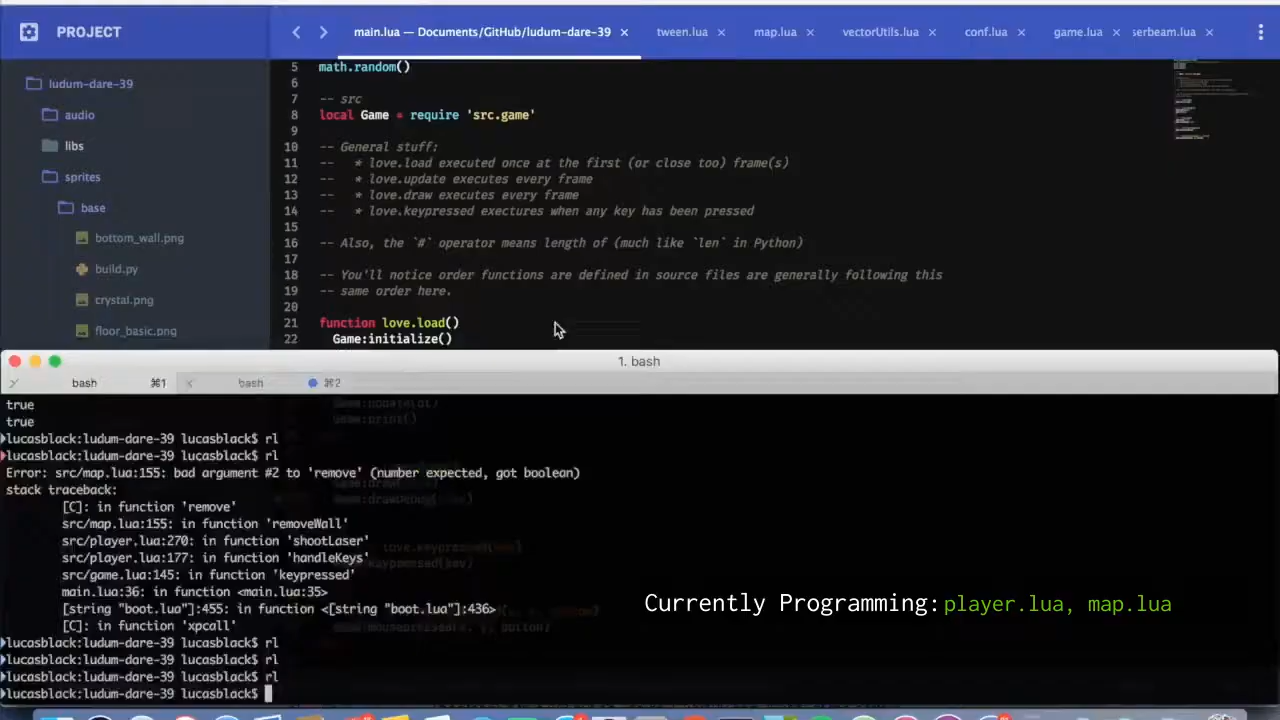 PROJECT
main.lua — Documents/GitHub/ludum-dare-39
tween.lua
map.lua
vectorUtils.lua
conf.lua
game.lua
serbeam.lua
ludum-dare-39
audio
libs
sprites
base
bottom_wall.png
build.py
crystal.png
floor_basic.png
5 math.random()
6
7 -- src
8 local Game = require 'src.game'
9
10 -- General stuff:
11 -- * love.load executed once at the first (or close too) frame(s)
12 -- * love.update executes every frame
13 -- * love.draw executes every frame
14 -- * love.keypressed exectures when any key has been pressed
15
16 -- Also, the `#` operator means length of (much like `len` in Python)
17
18 -- You'll notice order functions are defined in source files are generally following this
19 -- same order here.
20
21 function love.load()
22 Game:initialize()
1. bash
bash ⌘1
bash ⌘2
true
true
lucasblack:ludum-dare-39 lucasblack$ rl
lucasblack:ludum-dare-39 lucasblack$ rl
Error: src/map.lua:155: bad argument #2 to 'remove' (number expected, got boolean)
stack traceback:
[C]: in function 'remove'
src/map.lua:155: in function 'removeWall'
src/player.lua:270: in function 'shootLaser'
src/player.lua:177: in function 'handleKeys'
src/game.lua:145: in function 'keypressed'
main.lua:36: in function <main.lua:35>
[string "boot.lua"]:455: in function <[string "boot.lua"]:436>
[C]: in function 'xpcall'
lucasblack:ludum-dare-39 lucasblack$ rl
lucasblack:ludum-dare-39 lucasblack$ rl
lucasblack:ludum-dare-39 lucasblack$ rl
lucasblack:ludum-dare-39 lucasblack$
Currently Programming: player.lua, map.lua